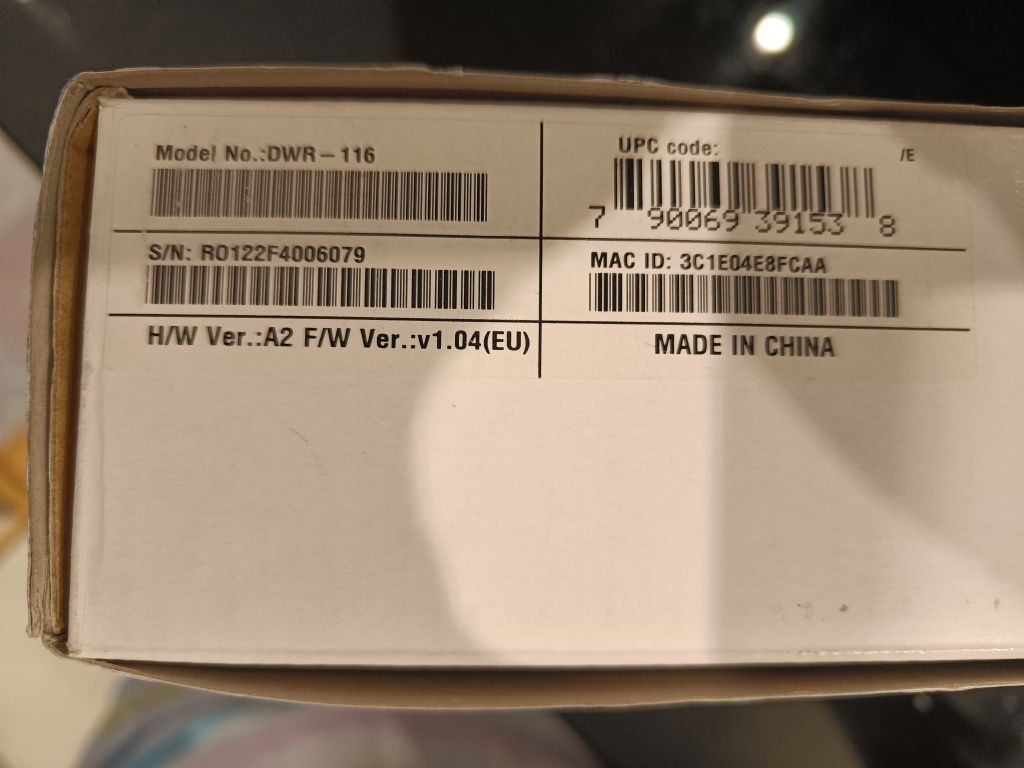 Model No.:DWR-116
UPC code:
/E
7 90069 39153 8
S/N: R0122F4006079
MAC ID: 3C1E04E8FCAA
H/W Ver.:A2 F/W Ver.:v1.04(EU)
MADE IN CHINA